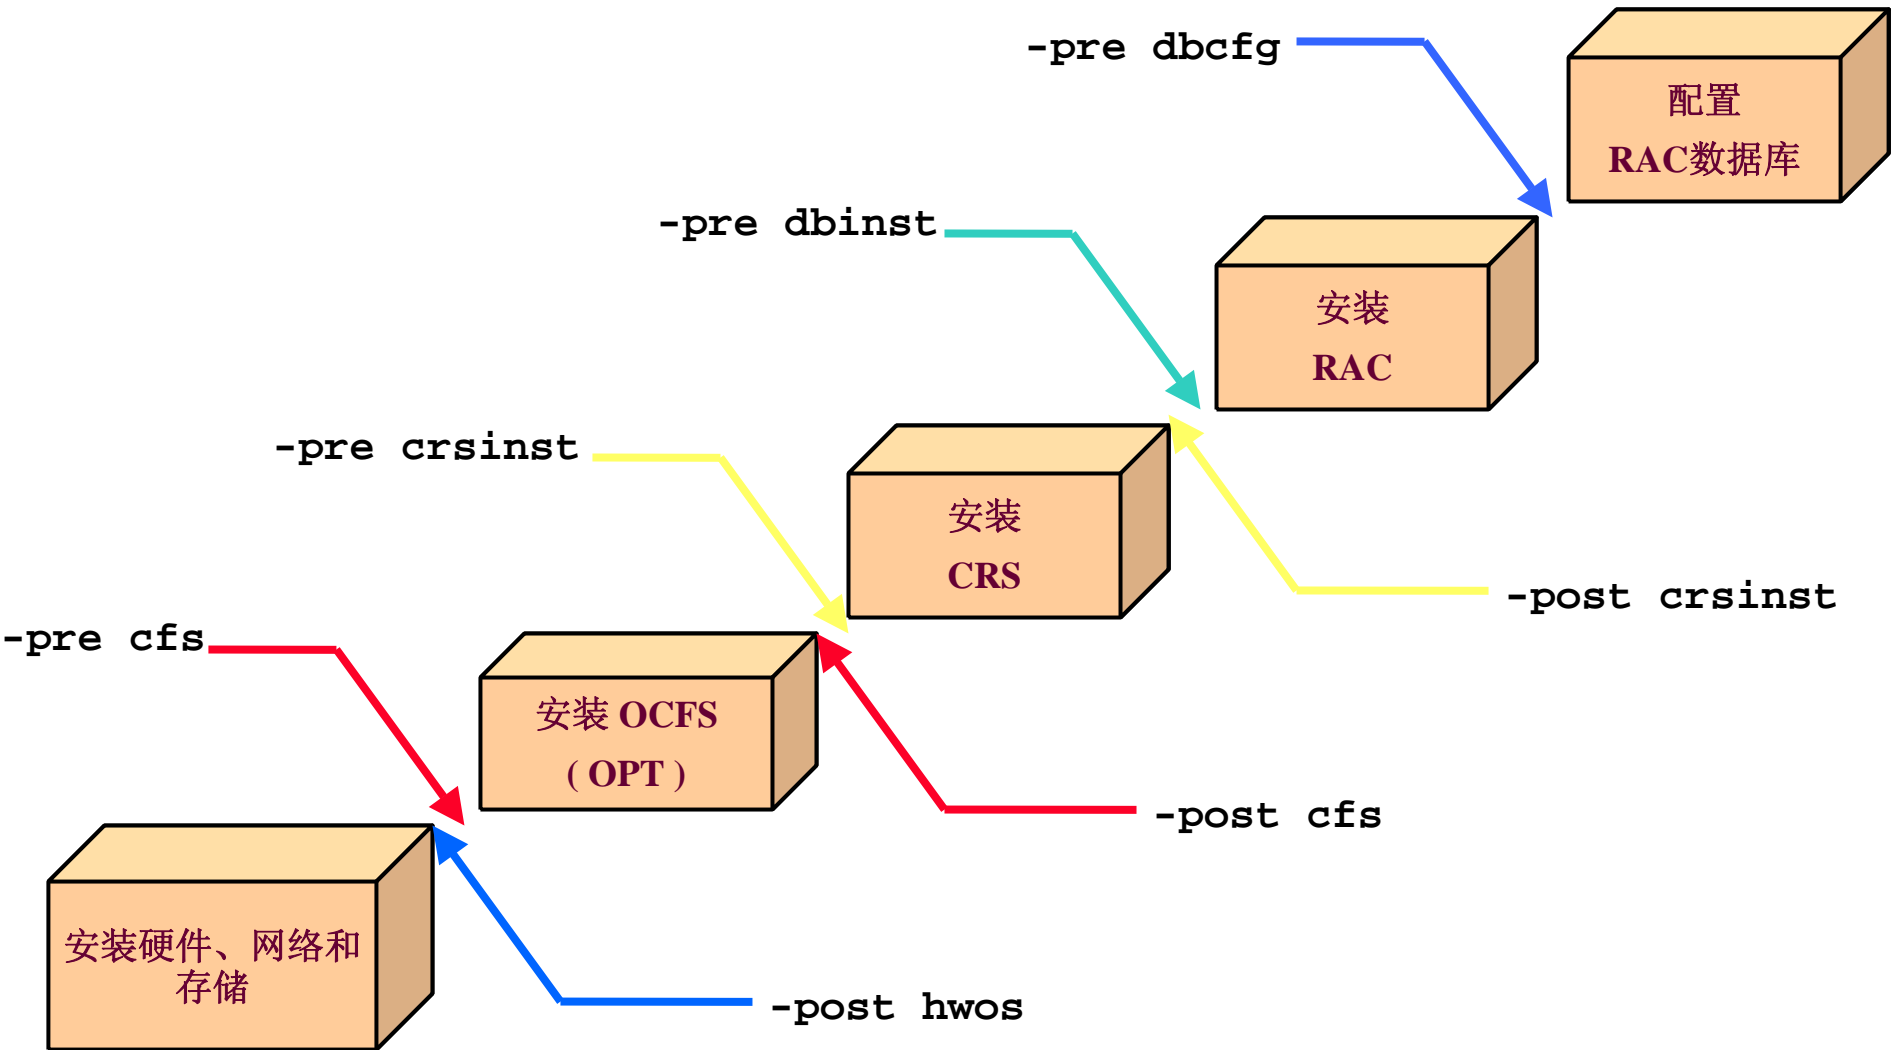 -pre dbcfg
配置
RAC数据库
-pre dbinst
安装
RAC
-pre crsinst
安装
CRS
-post crsinst
-pre cfs
安装 OCFS
( OPT )
-post cfs
安装硬件、网络和
存储
-post hwos